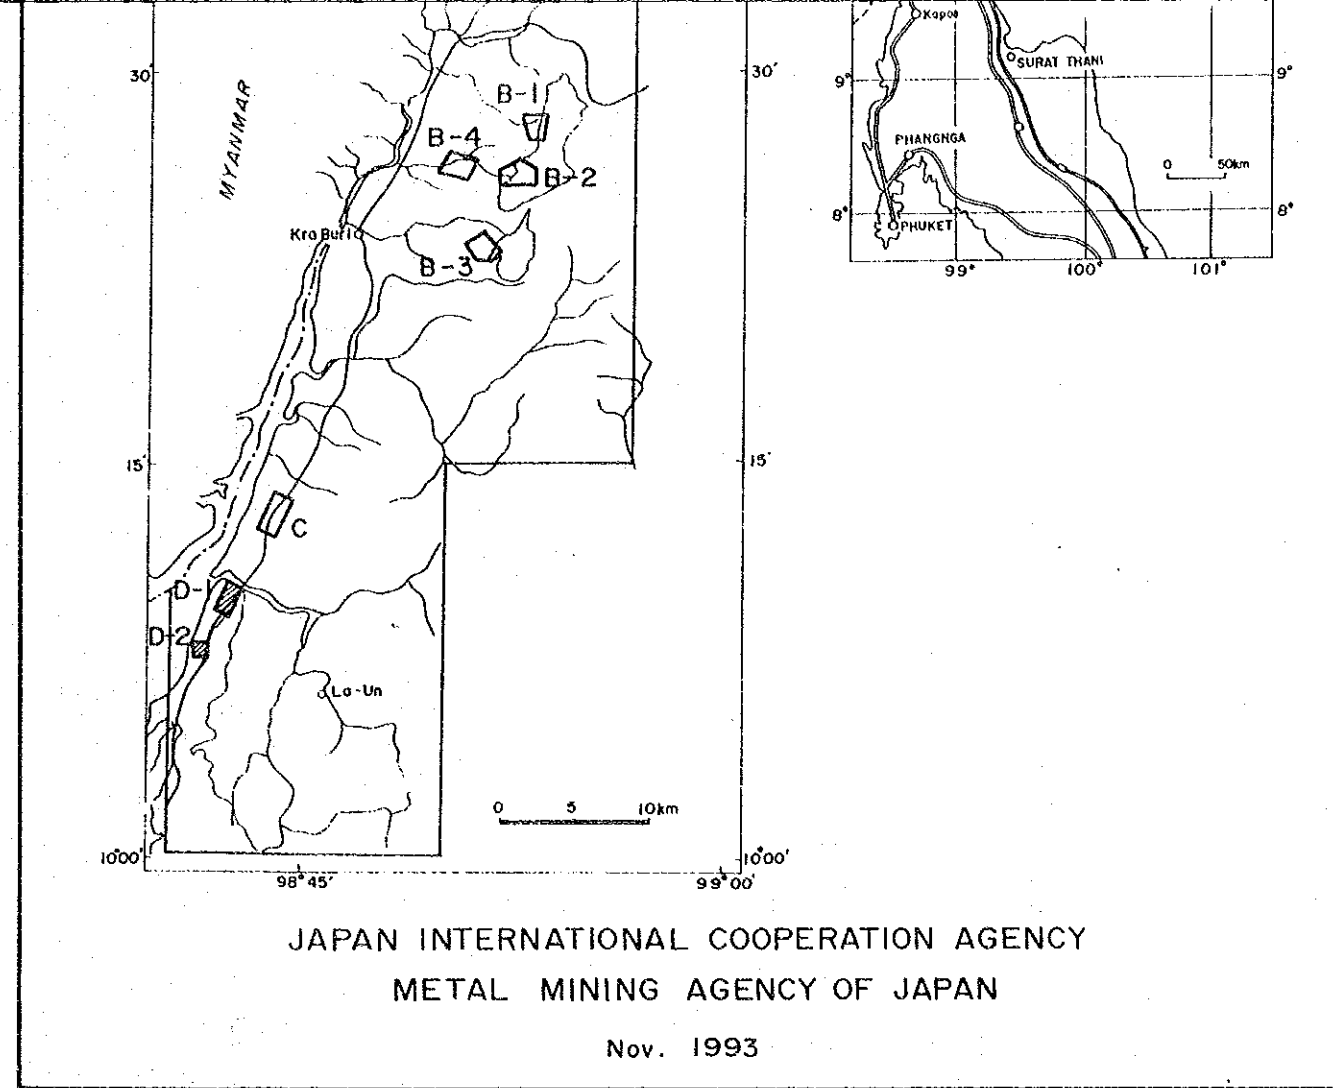 30'
MYANMAR
B-1
B-4
B-2
Kra Buri
B-3
15'
C
D-1
D-2
La-Un
0 5 10km
10°00'
98°45'
99°00'
30'
15'
10°00'
Kapoe
SURAT THANI
9°
9°
PHANGNGA
0 50km
8°
8°
PHUKET
99° 100° 101°
JAPAN INTERNATIONAL COOPERATION AGENCY
METAL MINING AGENCY OF JAPAN
Nov. 1993